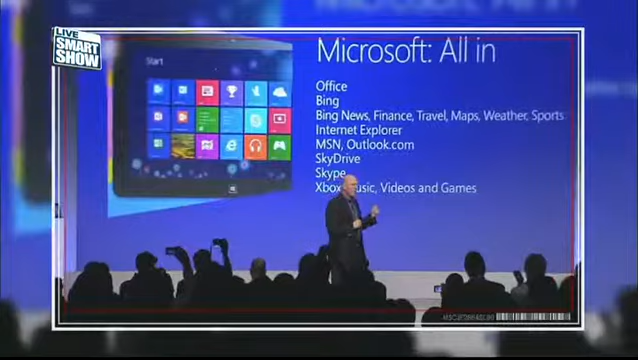 LIVE
SMART
SHOW
Start
Microsoft: All in
Office
Bing
Bing News, Finance, Travel, Maps, Weather, Sports
Internet Explorer
MSN, Outlook.com
SkyDrive
Skype
Xbox Music, Videos and Games